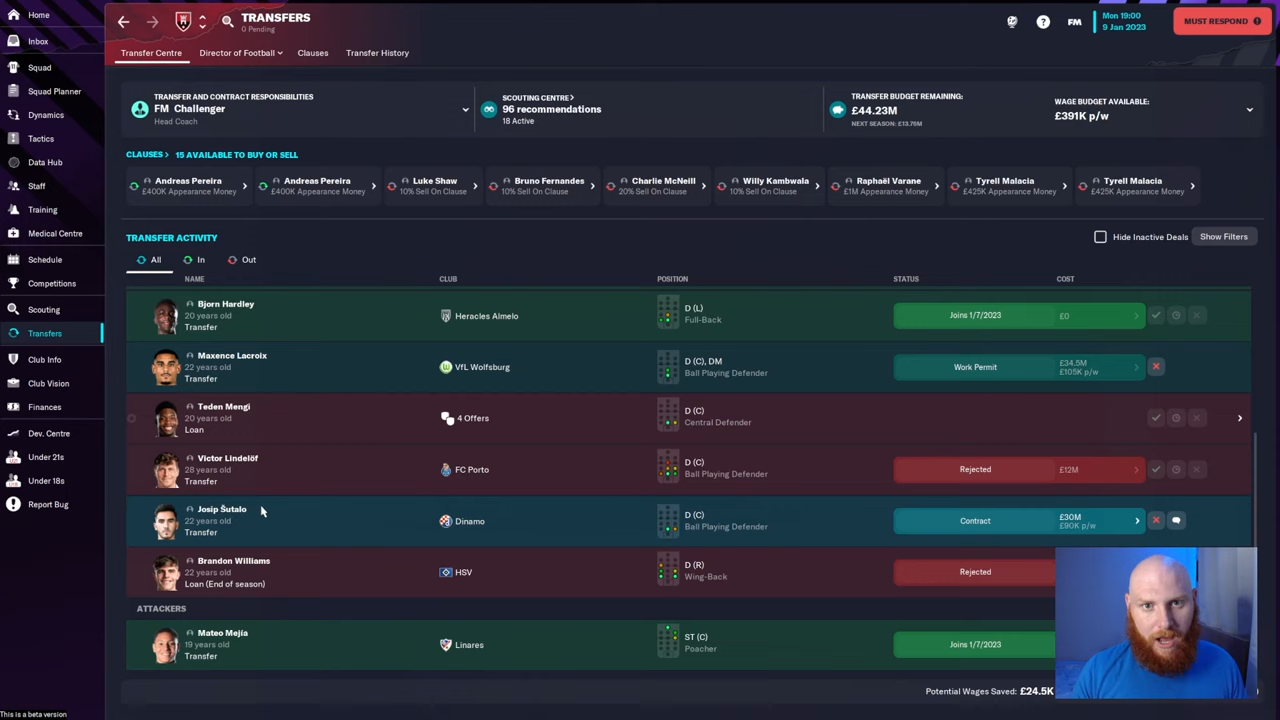 Home
Inbox
Squad
Squad Planner
Dynamics
Tactics
Data Hub
Staff
Training
Medical Centre
Schedule
Competitions
Scouting
Transfers
Club Info
Club Vision
Finances
Dev. Centre
Under 21s
Under 18s
Report Bug
This is a beta version
TRANSFERS
0 Pending
FM
Mon 19:00
9 Jan 2023
MUST RESPOND
Transfer Centre
Director of Football
Clauses
Transfer History
TRANSFER AND CONTRACT RESPONSIBILITIES
FM Challenger
Head Coach
SCOUTING CENTRE >
96 recommendations
18 Active
TRANSFER BUDGET REMAINING:
£44.23M
NEXT SEASON: £13.76M
WAGE BUDGET AVAILABLE:
£391K p/w
CLAUSES > 15 AVAILABLE TO BUY OR SELL
Andreas Pereira
£400K Appearance Money
Andreas Pereira
£400K Appearance Money
Luke Shaw
10% Sell On Clause
Bruno Fernandes
10% Sell On Clause
Charlie McNeill
20% Sell On Clause
Willy Kambwala
10% Sell On Clause
Raphaël Varane
£1M Appearance Money
Tyrell Malacia
£425K Appearance Money
Tyrell Malacia
£425K Appearance Money
TRANSFER ACTIVITY
Hide Inactive Deals
Show Filters
All
In
Out
NAME CLUB POSITION STATUS COST
Bjorn Hardley
20 years old
Transfer
Heracles Almelo
D (L)
Full-Back
Joins 1/7/2023
£0
Maxence Lacroix
22 years old
Transfer
VfL Wolfsburg
D (C), DM
Ball Playing Defender
Work Permit
£34.5M
£105K p/w
Teden Mengi
20 years old
Loan
4 Offers
D (C)
Central Defender
Victor Lindelöf
28 years old
Transfer
FC Porto
D (C)
Ball Playing Defender
Rejected
£12M
Josip Šutalo
22 years old
Transfer
Dinamo
D (C)
Ball Playing Defender
Contract
£30M
£90K p/w
Brandon Williams
22 years old
Loan (End of season)
HSV
D (R)
Wing-Back
Rejected
ATTACKERS
Mateo Mejía
19 years old
Transfer
Linares
ST (C)
Poacher
Joins 1/7/2023
Potential Wages Saved: £24.5K